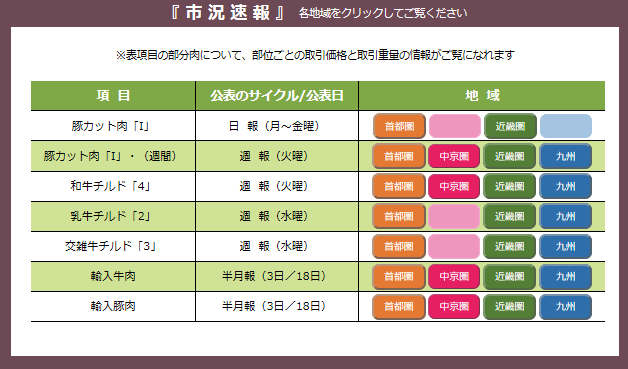 『 市 況 速 報 』 各地域をクリックしてご覧ください
※表項目の部分肉について、部位ごとの取引価格と取引重量の情報がご覧になれます
項 目 公表のサイクル/公表日 地 域
豚カット肉「I」 日 報（月～金曜） 首都圏 近畿圏
豚カット肉「I」・（週間） 週 報（火曜） 首都圏 中京圏 近畿圏 九州
和牛チルド「4」 週 報（火曜） 首都圏 中京圏 近畿圏 九州
乳牛チルド「2」 週 報（水曜） 首都圏 近畿圏 九州
交雑牛チルド「3」 週 報（水曜） 首都圏 近畿圏 九州
輸入牛肉 半月報（3日／18日） 首都圏 中京圏 近畿圏 九州
輸入豚肉 半月報（3日／18日） 首都圏 中京圏 近畿圏 九州